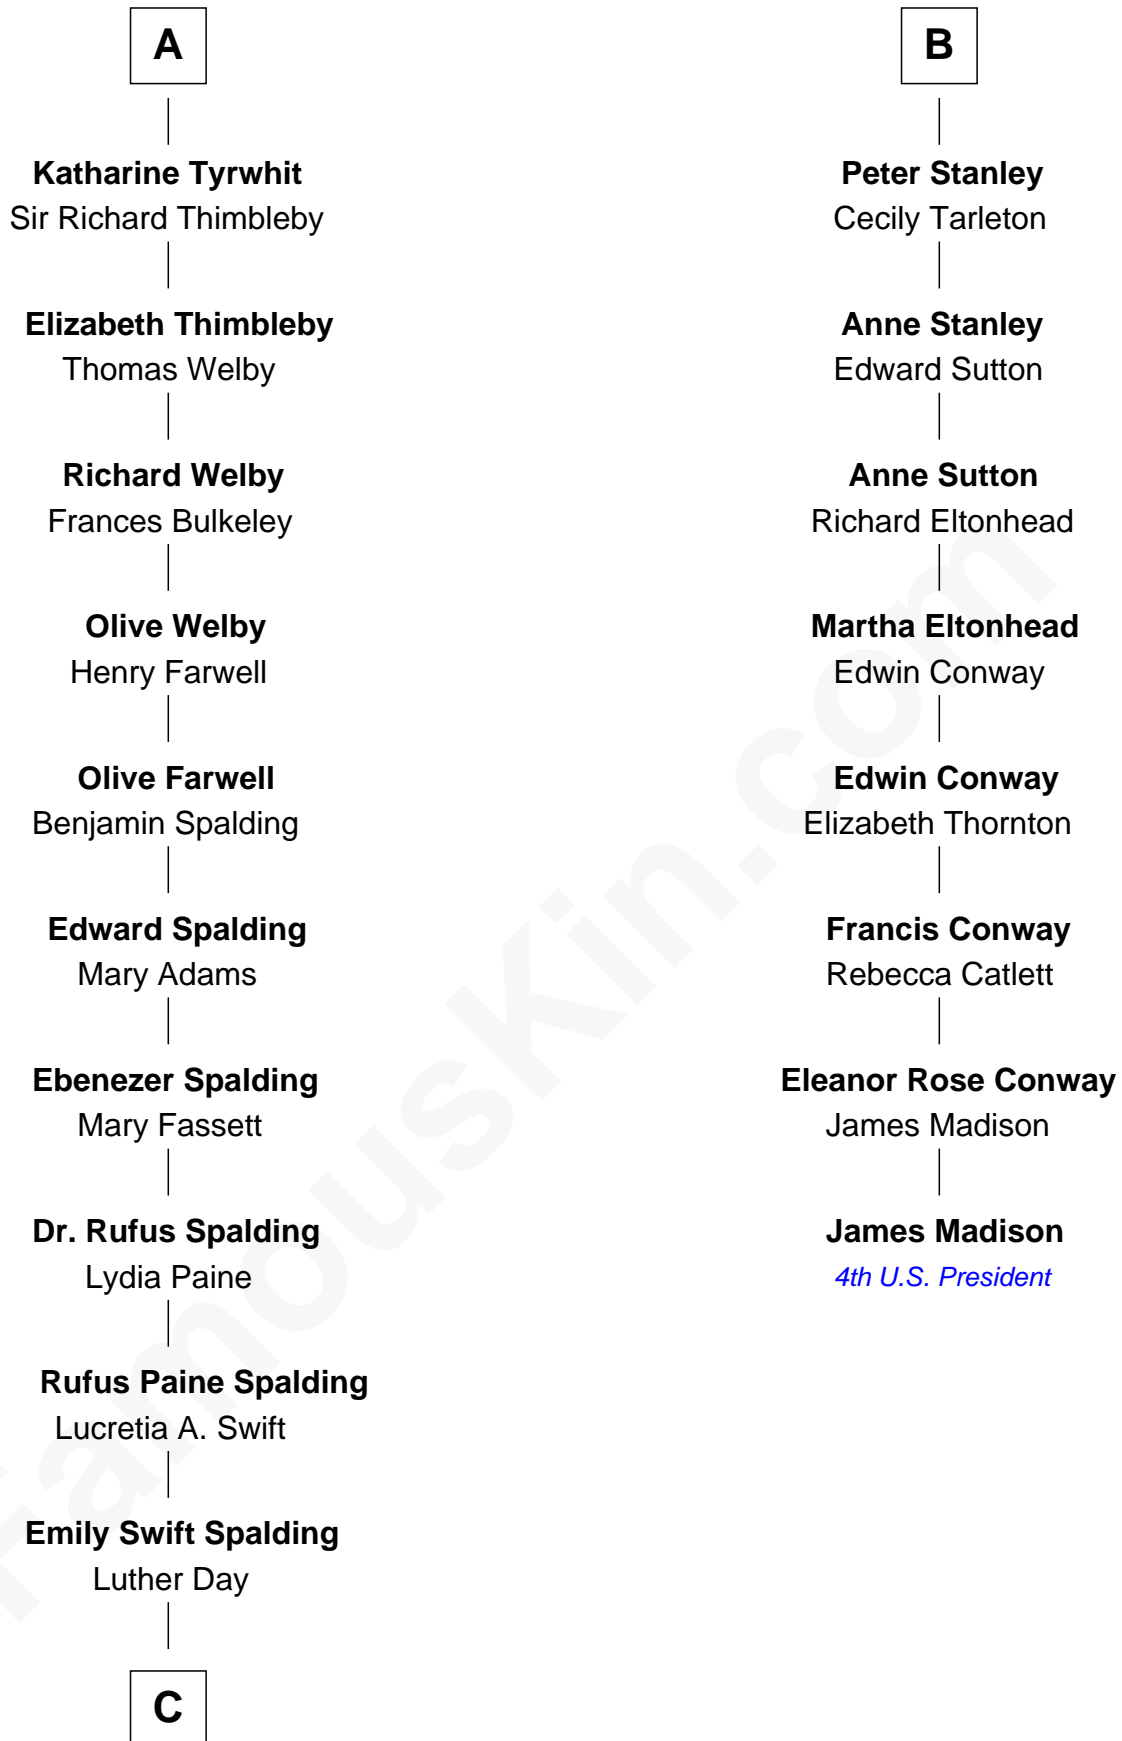 A
Katharine Tyrwhit
Sir Richard Thimbleby
Elizabeth Thimbleby
Thomas Welby
Richard Welby
Frances Bulkeley
Olive Welby
Henry Farwell
Olive Farwell
Benjamin Spalding
Edward Spalding
Mary Adams
Ebenezer Spalding
Mary Fassett
Dr. Rufus Spalding
Lydia Paine
Rufus Paine Spalding
Lucretia A. Swift
Emily Swift Spalding
Luther Day
C
B
Peter Stanley
Cecily Tarleton
Anne Stanley
Edward Sutton
Anne Sutton
Richard Eltonhead
Martha Eltonhead
Edwin Conway
Edwin Conway
Elizabeth Thornton
Francis Conway
Rebecca Catlett
Eleanor Rose Conway
James Madison
James Madison
4th U.S. President
FamousKin.com